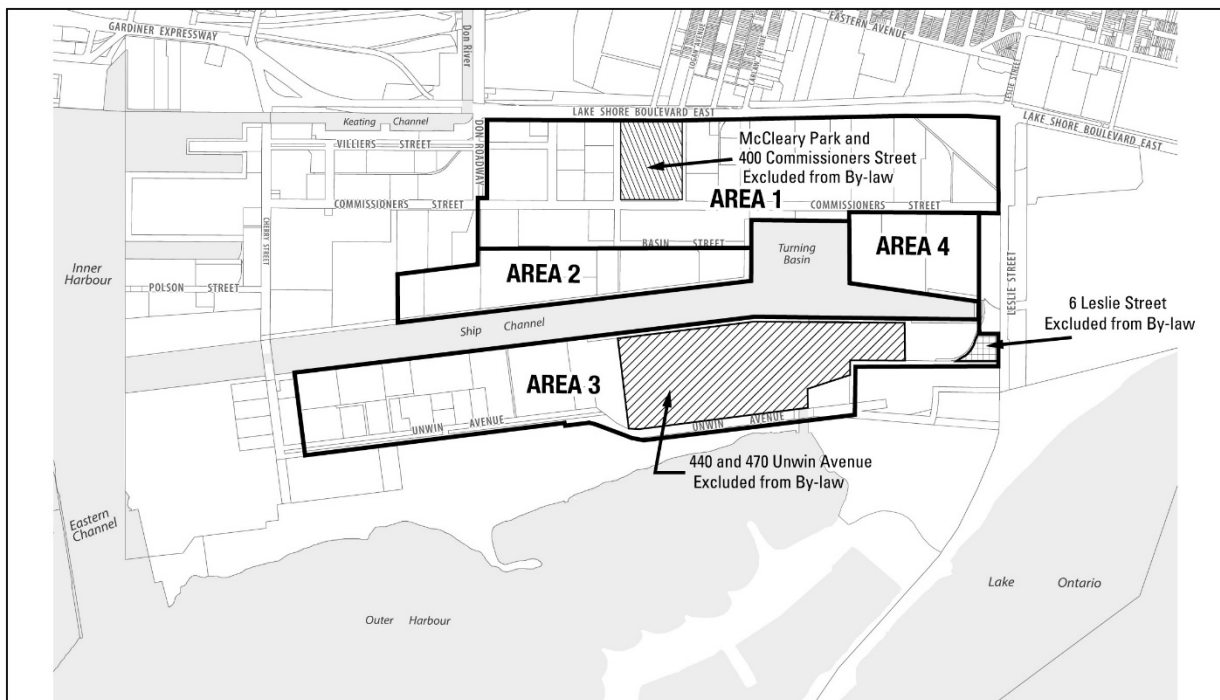 GARDINER EXPRESSWAY
Don River
LOGAN AVENUE
CARLAW AVENUE
EASTERN AVENUE
LESLIE STREET
LAKE SHORE BOULEVARD EAST
LAKE SHORE BOULEVARD EAST
Keating Channel
VILLIERS STREET
DON ROADWAY
McCleary Park and
400 Commissioners Street
Excluded from By-law
AREA 1
COMMISSIONERS STREET
COMMISSIONERS STREET
CHERRY STREET
BASIN STREET
Turning
Basin
AREA 4
LESLIE STREET
Inner
Harbour
POLSON STREET
AREA 2
Ship Channel
6 Leslie Street
Excluded from By-law
AREA 3
UNWIN AVENUE
UNWIN AVENUE
440 and 470 Unwin Avenue
Excluded from By-law
Eastern
Channel
Outer Harbour
Lake Ontario